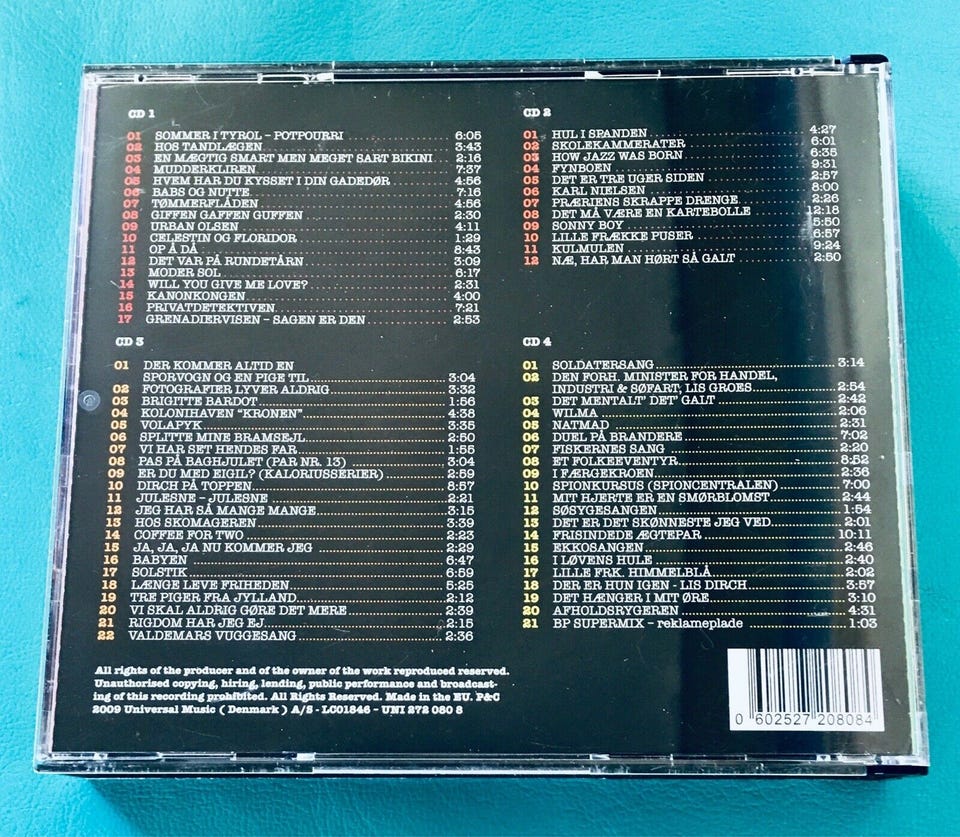 CD 1
01 SOMMER I TYROL - POTPOURRI 6:05
02 HOS TANDLÆGEN 3:43
03 EN MÆGTIG SMART MEN MEGET SART BIKINI 2:16
04 MUDDERKLIREN 7:37
05 HVEM HAR DU KYSSET I DIN GADEDØR 4:56
06 BABS OG NUTTE 7:16
07 TØMMERFLÅDEN 4:56
08 GIFFEN GAFFEN GUFFEN 2:30
09 URBAN OLSEN 4:11
10 CELESTIN OG FLORIDOR 1:29
11 OP Å DÅ 8:43
12 DET VAR PÅ RUNDETÅRN 3:09
13 MODER SOL 6:17
14 WILL YOU GIVE ME LOVE? 2:31
15 KANONKONGEN 4:00
16 PRIVATDETEKTIVEN 7:21
17 GRENADIERVISEN - SAGEN ER DEN 2:53
CD 2
01 HUL I SPANDEN 4:27
02 SKOLEKAMMERATER 6:01
03 HOW JAZZ WAS BORN 6:35
04 FYNBOEN 9:31
05 DET ER TRE UGER SIDEN 2:57
06 KARL NIELSEN 8:00
07 PRÆRIENS SKRAPPE DRENGE 2:26
08 DET MÅ VÆRE EN KARTEBOLLE 12:18
09 SONNY BOY 5:50
10 LILLE FRÆKKE PUSER 6:57
11 KULMULEN 9:24
12 NÆ, HAR MAN HØRT SÅ GALT 2:50
CD 3
01 DER KOMMER ALTID EN
SPORVOGN OG EN PIGE TIL 3:04
02 FOTOGRAFIER LYVER ALDRIG 3:32
03 BRIGITTE BARDOT 1:56
04 KOLONIHAVEN "KRONEN" 4:38
05 VOLAPYK 3:08
06 SPLITTE MINE BRAMSEJL 2:50
07 VI HAR SET HENDES FAR 1:55
08 PAS PÅ BAGHJULET (PAR NR. 13) 3:04
09 ER DU MED EIGIL? (KALORIUSSERIER) 2:59
10 DIRCH PÅ TOPPEN 8:57
11 JULESNE - JULESNE 2:21
12 JEG HAR SÅ MANGE MANGE 3:15
13 HOS SKOMAGEREN 3:39
14 COFFEE FOR TWO 2:23
15 JA, JA, JA NU KOMMER JEG 2:29
16 BABYEN 6:47
17 SOLSTIK 5:59
18 LÆNGE LEVE FRIHEDEN 5:25
19 TRE PIGER FRA JYLLAND 2:12
20 VI SKAL ALDRIG GØRE DET MERE 2:39
21 RIGDOM HAR JEG EJ 2:15
22 VALDEMARS VUGGESANG 2:36
CD 4
01 SOLDATERSANG 3:14
02 DEN FORH. MINISTER FOR HANDEL,
INDUSTRI & SØFART, LIS GROES 2:54
03 DET MENTALT' DET' GALT 2:42
04 WILMA 2:06
05 NATMAD 2:31
06 DUEL PÅ BRANDERE 7:02
07 FISKERNES SANG 2:20
08 ET FOLKEEVENTYR 8:52
09 I FÆRGEKROEN 2:36
10 SPIONKURSUS (SPIONCENTRALEN) 7:00
11 MIT HJERTE ER EN SMØRBLOMST 2:44
12 SØSYGESANGEN 1:54
13 DET ER DET SKØNNESTE JEG VED 2:01
14 FRISINDEDE ÆGTEPAR 10:11
15 EKKOSANGEN 2:46
16 I LØVENS HULE 2:40
17 LILLE FRK. HIMMELBLÅ 2:02
18 DER ER HUN IGEN - LIS DIRCH 3:57
19 DET HÆNGER I MIT ØRE 3:10
20 AFHOLDSRYGEREN 4:31
21 BP SUPERMIX - reklameplade 1:03
All rights of the producer and of the owner of the work reproduced reserved.
Unauthorised copying, hiring, lending, public performance and broadcast-
ing of this recording prohibited. All Rights Reserved. Made in the EU. P&C
2009 Universal Music ( Denmark ) A/S - LC01846 - UNI 272 080 8
0 602527 208084